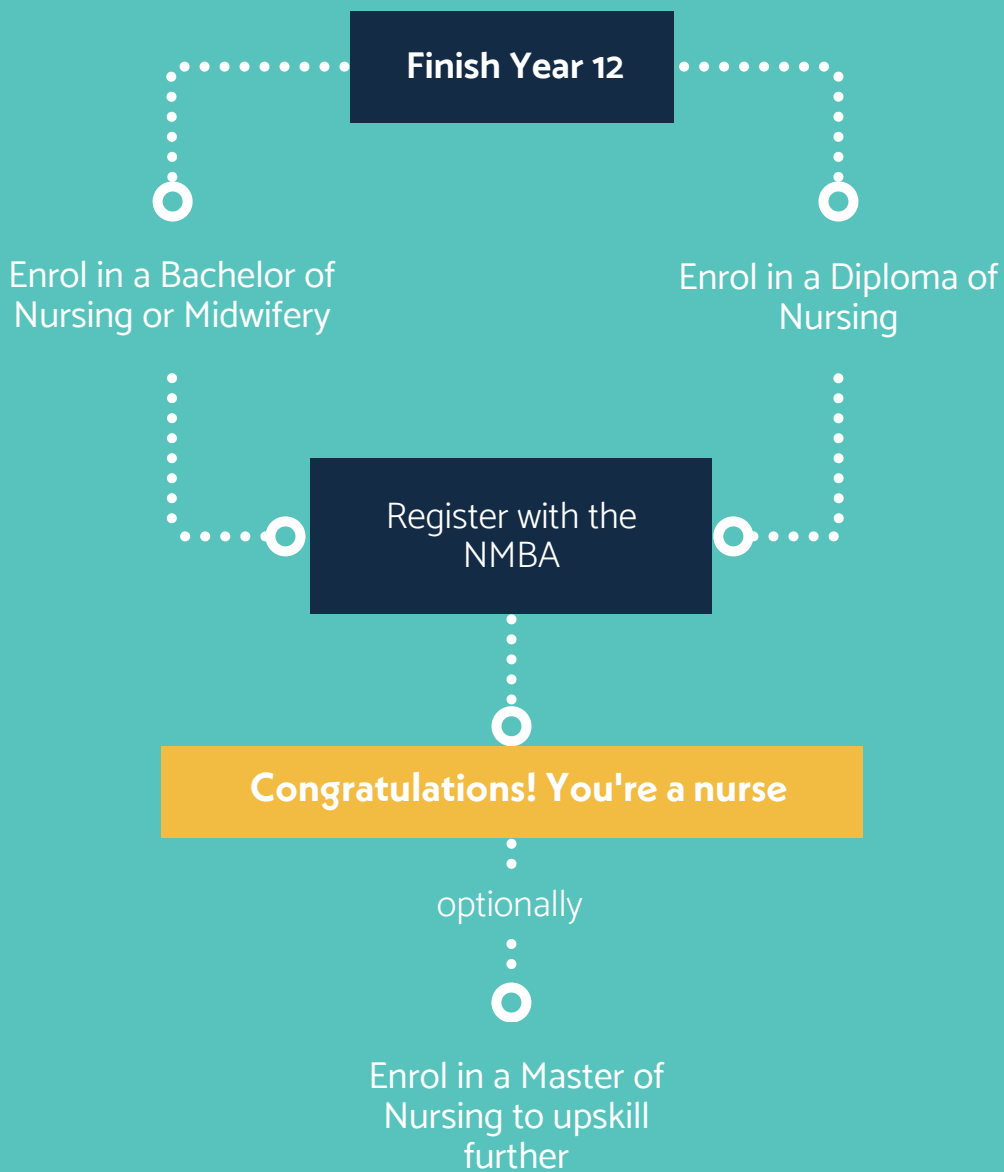 Finish Year 12
Enrol in a Bachelor of
Nursing or Midwifery
Enrol in a Diploma of
Nursing
Register with the
NMBA
Congratulations! You're a nurse
optionally
Enrol in a Master of
Nursing to upskill
further